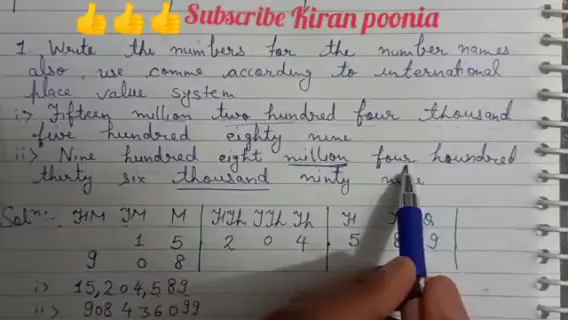 👍👍👍Subscribe Kiran poonia
1. Write the numbers for the number names
also, use comma according to international
place value system
i> Fifteen million two hundred four thousand
five hundred eighty nine
ii> Nine hundred eight million four houndred
thirty six thousand ninty nine
Soln:- HM TM M HTh TTh Th H O
1 5 2 0 4 5 8 9
9 0 8
i> 15,204,589
ii> 908436099